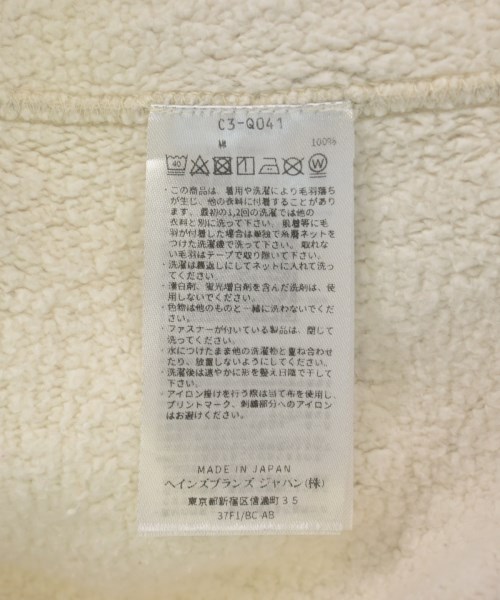 C3-Q041
綿 100%
40 W
・この商品は、着用や洗濯により毛羽落ち
が生じ、他の衣料に付着することがあり
ます。最初の1,2回の洗濯では他の
衣料と別に洗って下さい。肌着等に毛
羽が付着した場合は単独で糸屑ネットを
つけた洗濯機で洗って下さい。取れな
い毛羽はテープで取り除いて下さい。
・洗濯は裏返しにしてネットに入れて洗っ
てください。
・漂白剤、蛍光増白剤を含んだ洗剤は、使
用しないでください。
・色物は他のものと一緒に洗わないでくだ
さい。
・ファスナーが付いている製品は、閉じて
洗ってください。
・水につけたまま他の洗濯物と重ね合わせ
たり、放置しないようにしてください。
・洗濯後は速やかに形を整え日陰で干して
下さい。
・アイロン掛けを行う際は当て布を使用し、
プリントマーク、刺繍部分へのアイロン
はお避けください。
MADE IN JAPAN
ヘインズブランズ ジャパン(株)
東京都新宿区信濃町35
37F1/BC AB